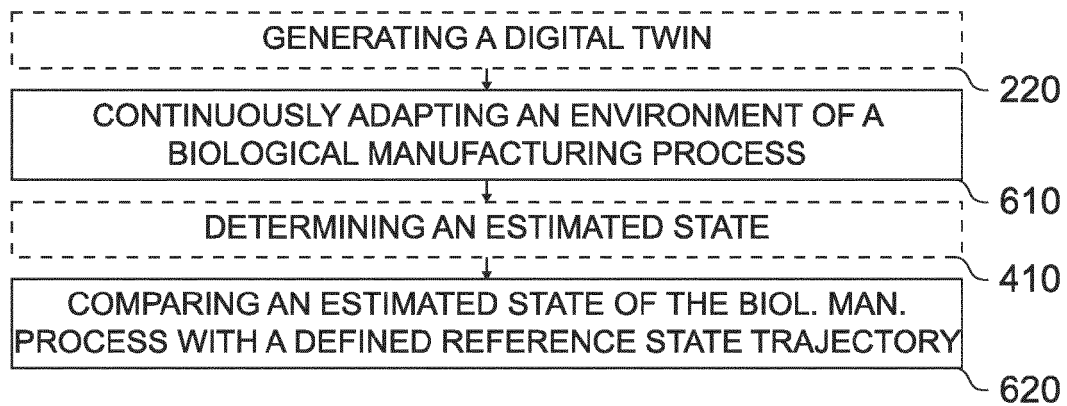 GENERATING A DIGITAL TWIN
220
CONTINUOUSLY ADAPTING AN ENVIRONMENT OF A
BIOLOGICAL MANUFACTURING PROCESS
610
DETERMINING AN ESTIMATED STATE
410
COMPARING AN ESTIMATED STATE OF THE BIOL. MAN.
PROCESS WITH A DEFINED REFERENCE STATE TRAJECTORY
620